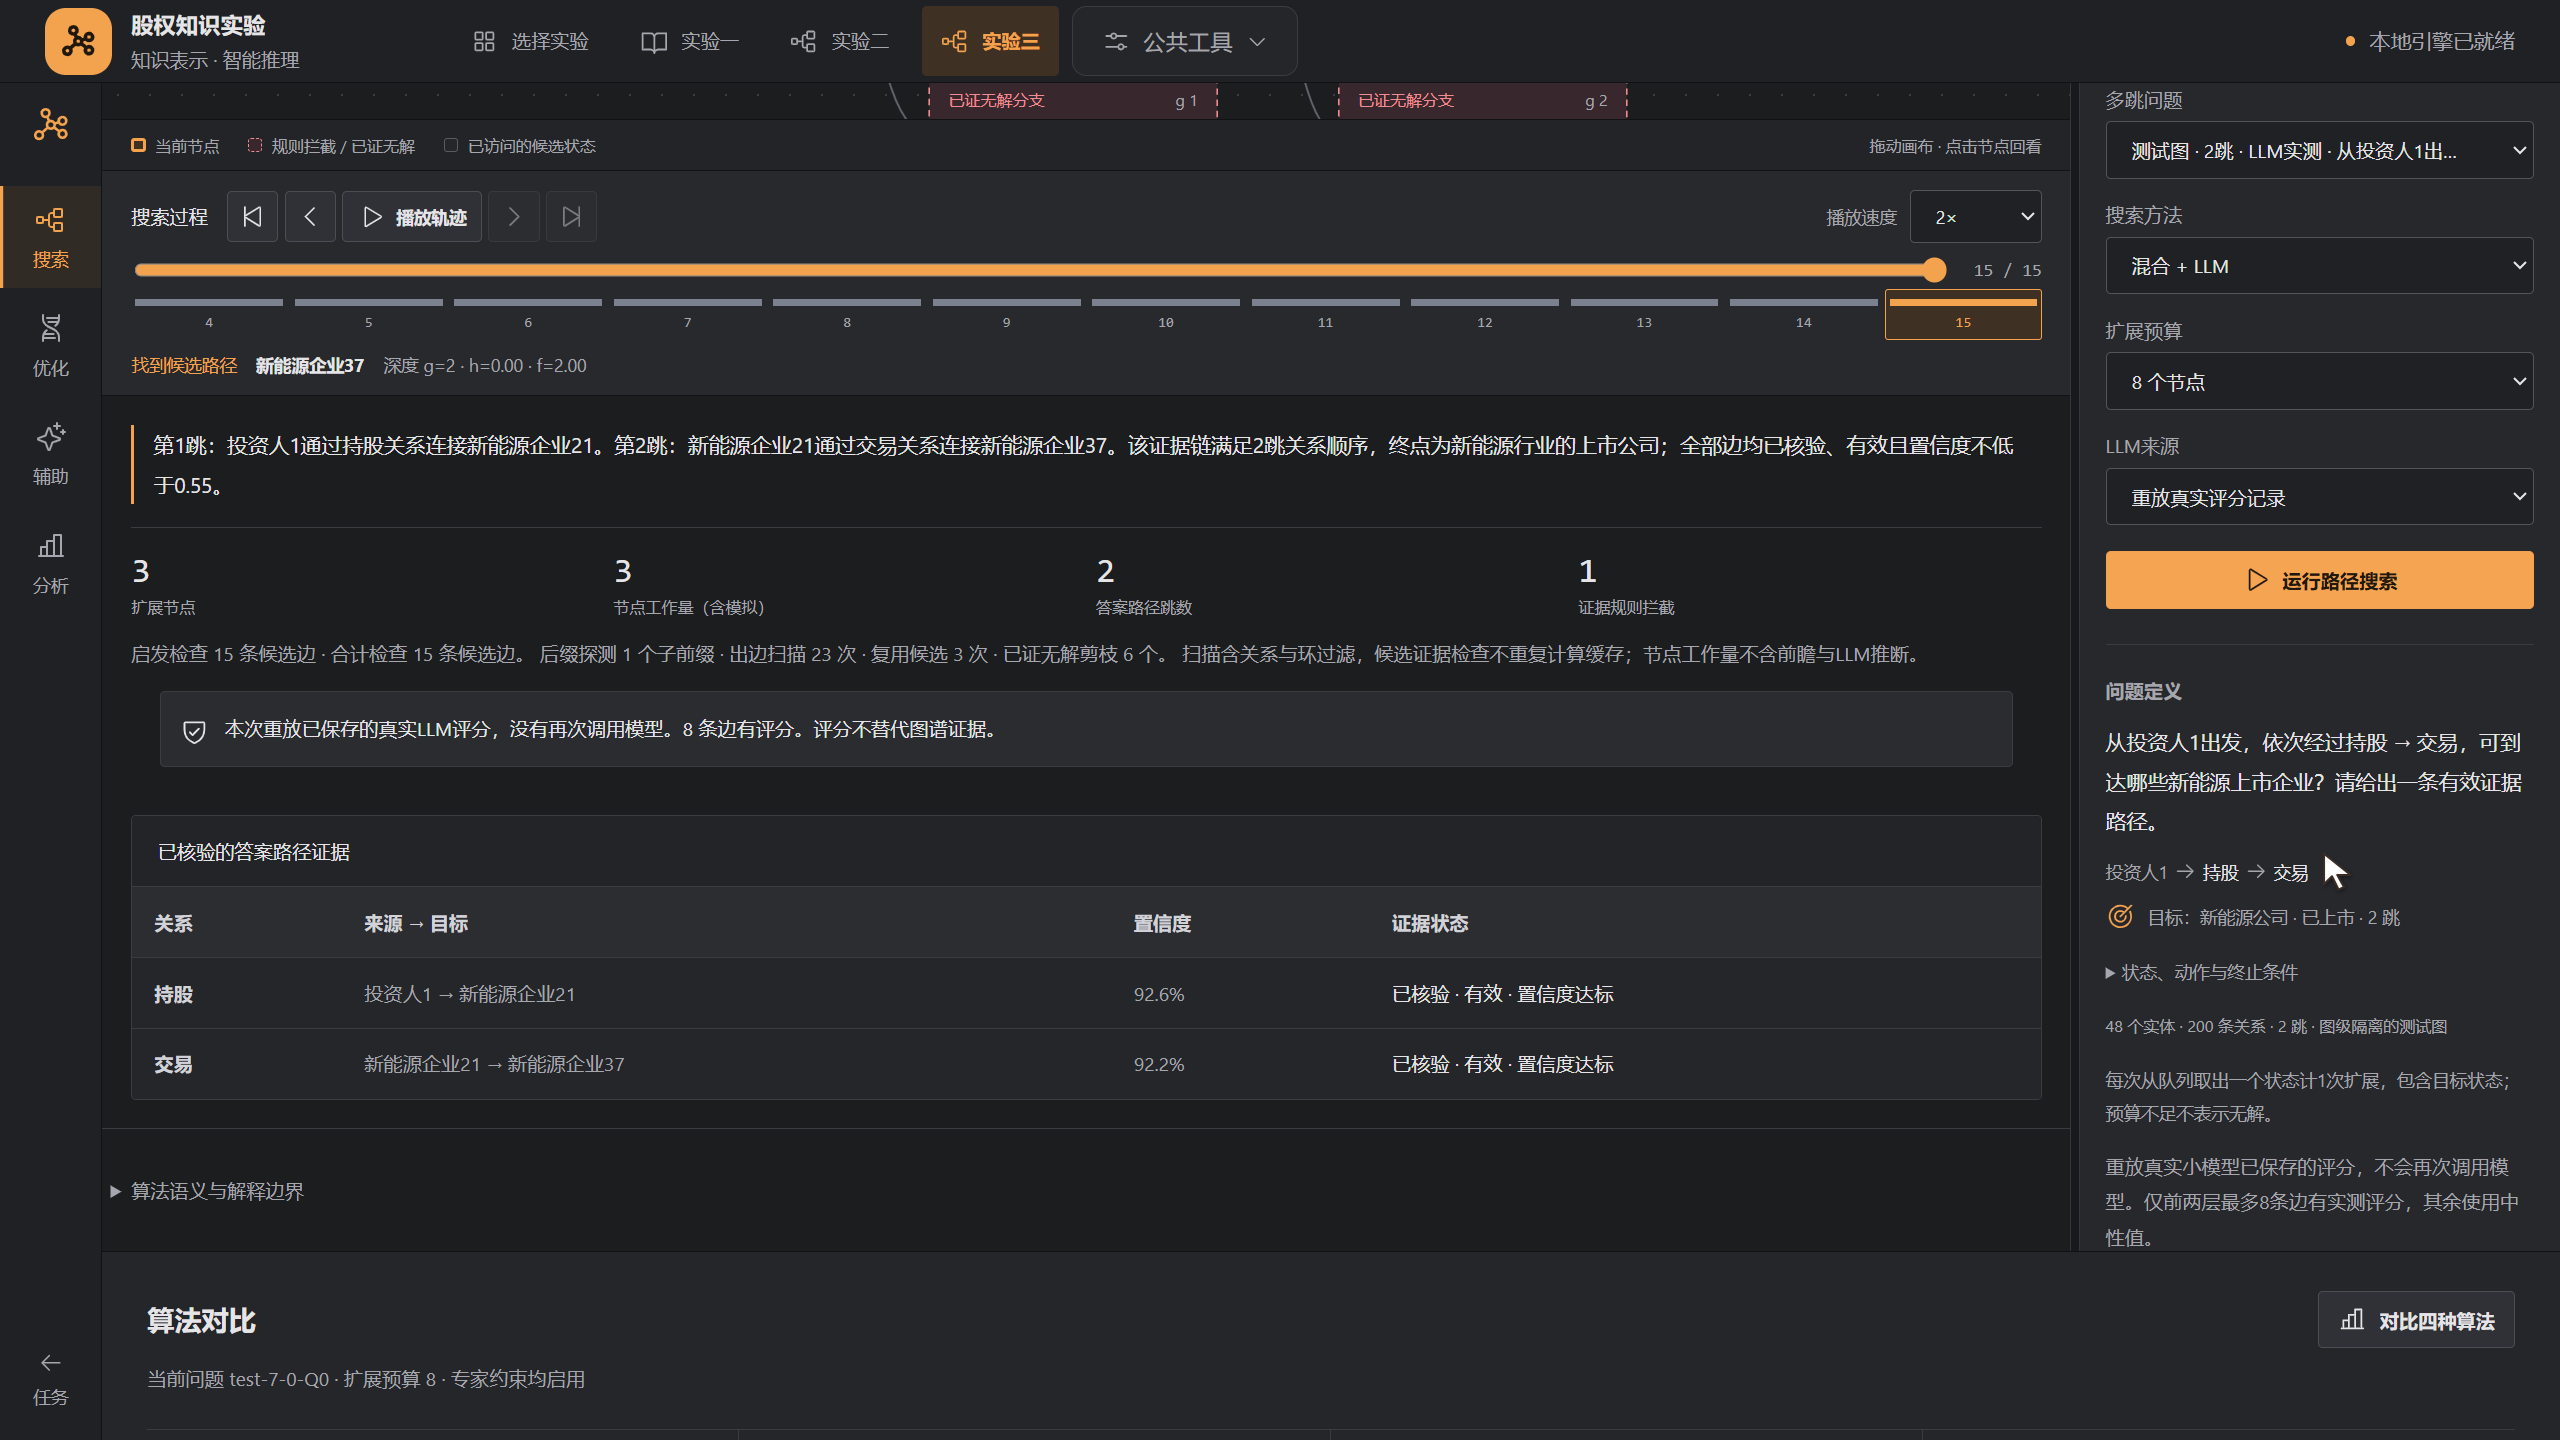 股权知识实验
知识表示 · 智能推理
选择实验
实验一
实验二
实验三
公共工具
本地引擎已就绪
搜索
优化
辅助
分析
任务
已证无解分支 g 1
已证无解分支 g 2
当前节点
规则拦截 / 已证无解
已访问的候选状态
拖动画布 · 点击节点回看
搜索过程
播放轨迹
播放速度
2×
15 / 15
4 5 6 7 8 9 10 11 12 13 14 15
找到候选路径 新能源企业37 深度 g=2 · h=0.00 · f=2.00
第1跳：投资人1通过持股关系连接新能源企业21。第2跳：新能源企业21通过交易关系连接新能源企业37。该证据链满足2跳关系顺序，终点为新能源行业的上市公司；全部边均已核验、有效且置信度不低
于0.55。
3
扩展节点
3
节点工作量（含模拟）
2
答案路径跳数
1
证据规则拦截
启发检查 15 条候选边 · 合计检查 15 条候选边。 后缀探测 1 个子前缀 · 出边扫描 23 次 · 复用候选 3 次 · 已证无解剪枝 6 个。 扫描含关系与环过滤，候选证据检查不重复计算缓存；节点工作量不含前瞻与LLM推断。
本次重放已保存的真实LLM评分，没有再次调用模型。8 条边有评分。评分不替代图谱证据。
已核验的答案路径证据
关系 来源 → 目标 置信度 证据状态
持股 投资人1 → 新能源企业21 92.6% 已核验 · 有效 · 置信度达标
交易 新能源企业21 → 新能源企业37 92.2% 已核验 · 有效 · 置信度达标
算法语义与解释边界
算法对比
对比四种算法
当前问题 test-7-0-Q0 · 扩展预算 8 · 专家约束均启用
多跳问题
测试图 · 2跳 · LLM实测 · 从投资人1出...
搜索方法
混合 + LLM
扩展预算
8 个节点
LLM来源
重放真实评分记录
运行路径搜索
问题定义
从投资人1出发，依次经过持股 → 交易，可到
达哪些新能源上市企业？请给出一条有效证据
路径。
投资人1 → 持股 → 交易
目标：新能源公司 · 已上市 · 2 跳
状态、动作与终止条件
48 个实体 · 200 条关系 · 2 跳 · 图级隔离的测试图
每次从队列取出一个状态计1次扩展，包含目标状态；
预算不足不表示无解。
重放真实小模型已保存的评分，不会再次调用模
型。仅前两层最多8条边有实测评分，其余使用中
性值。